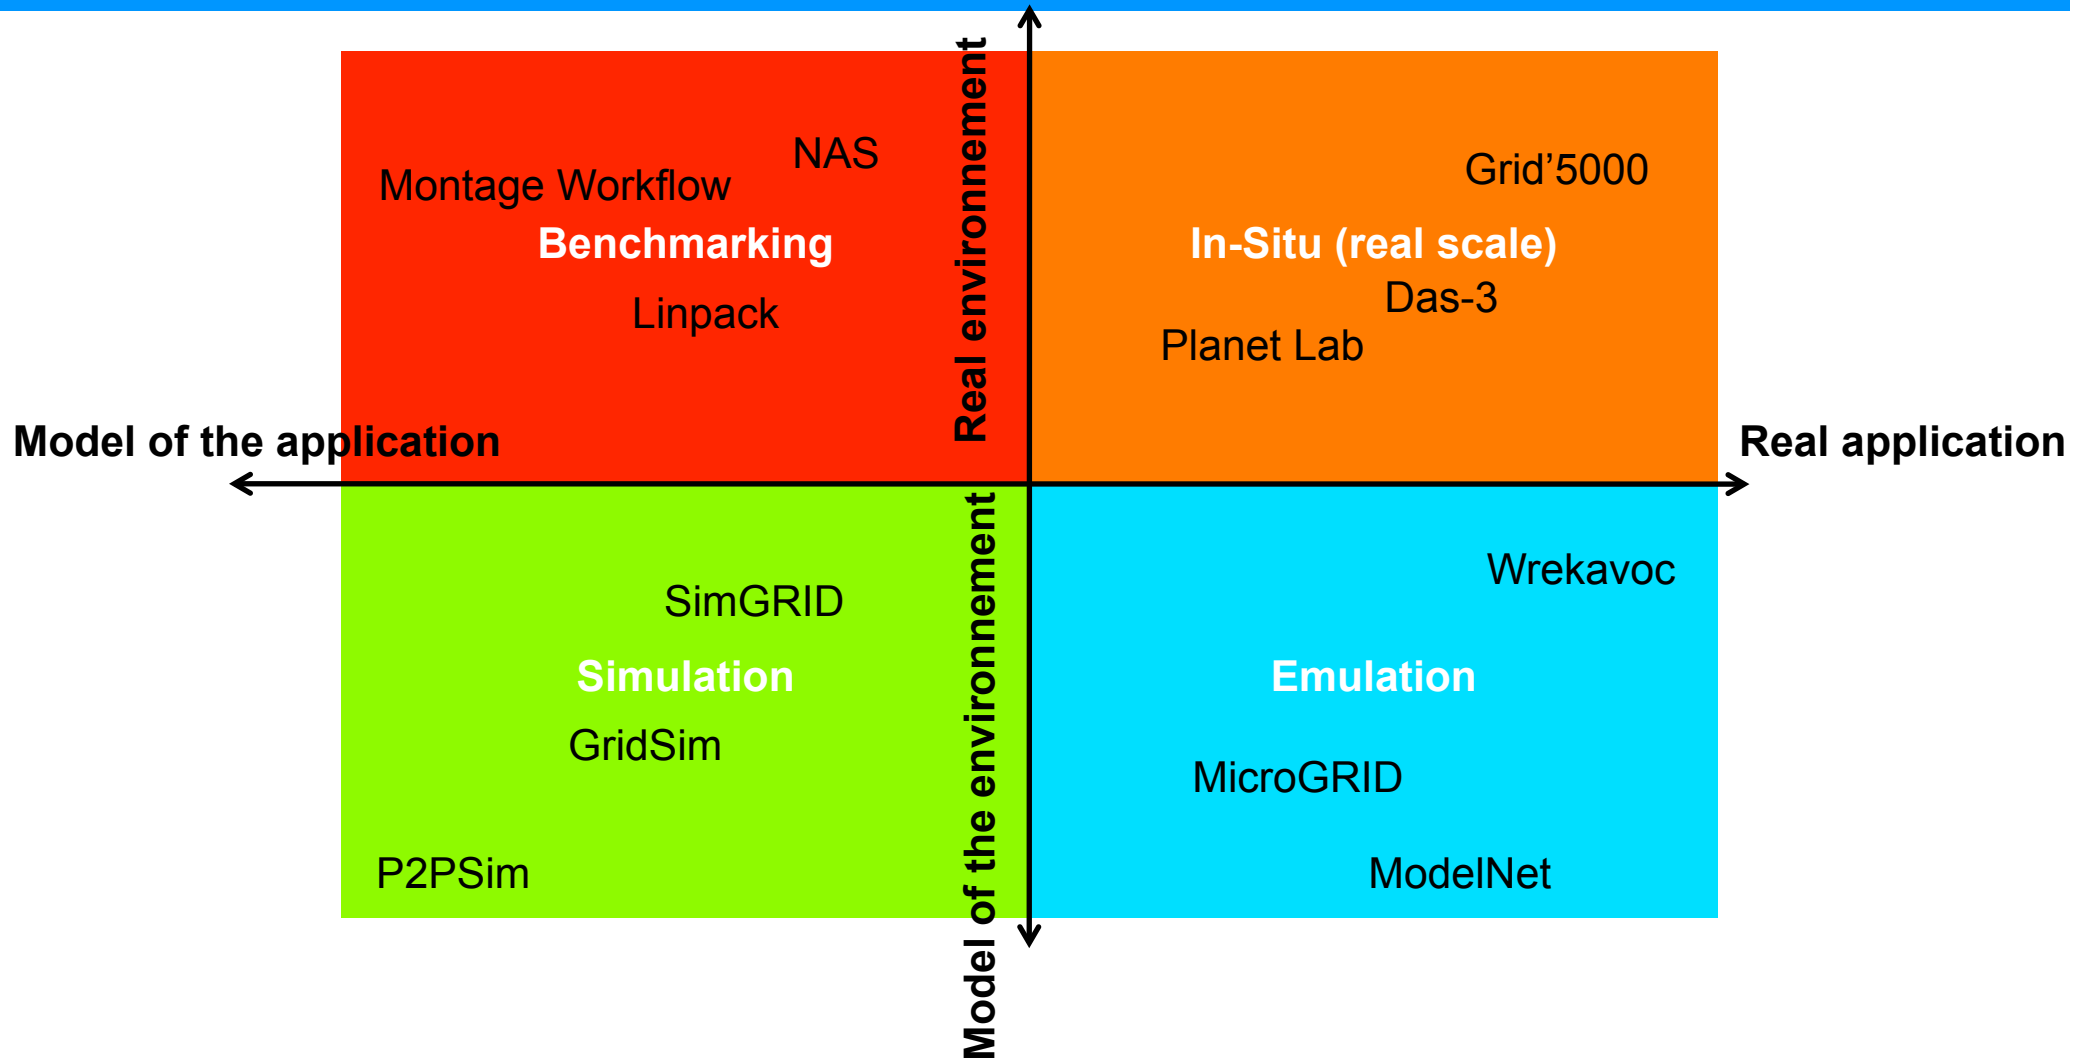 Real environnement
NAS
Montage Workflow
Benchmarking
Linpack
Grid'5000
In-Situ (real scale)
Das-3
Planet Lab
Model of the application
Real application
Model of the environnement
SimGRID
Simulation
GridSim
P2PSim
Wrekavoc
Emulation
MicroGRID
ModelNet